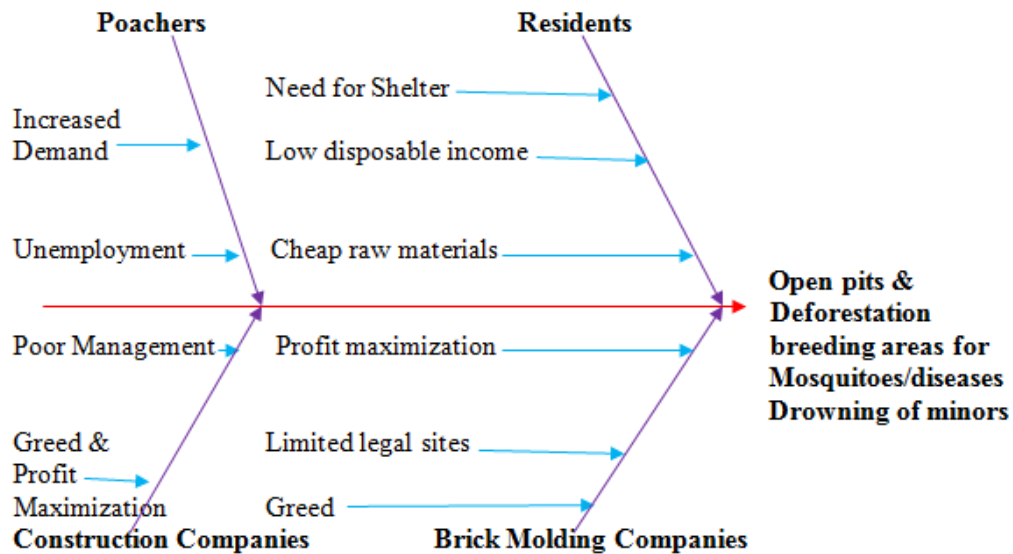 Poachers
Residents
Need for Shelter
Increased
Demand
Low disposable income
Unemployment
Cheap raw materials
Open pits &
Deforestation
breeding areas for
Mosquitoes/diseases
Drowning of minors
Poor Management
Profit maximization
Greed &
Profit
Maximization
Limited legal sites
Greed
Construction Companies
Brick Molding Companies